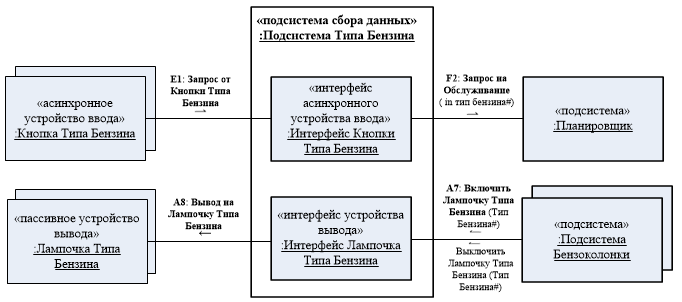 «подсистема сбора данных»
:Подсистема Типа Бензина
E1: Запрос от
Кнопки Типа
Бензина
F2: Запрос на
Обслуживание
( in тип бензина#)
«асинхронное
устройство ввода»
:Кнопка Типа Бензина
«интерфейс
асинхронного
устройства ввода»
:Интерфейс Кнопки
Типа Бензина
«подсистема»
:Планировщик
A8: Вывод на
Лампочку Типа
Бензина
A7: Включить
Лампочку Типа
Бензина (Тип
Бензина#)
«пассивное устройство
вывода»
:Лампочка Типа
Бензина
«интерфейс устройства
вывода»
:Интерфейс Лампочка
Типа Бензина
Выключить
Лампочку Типа
Бензина (Тип
Бензина#)
«подсистема»
:Подсистема
Бензоколонки